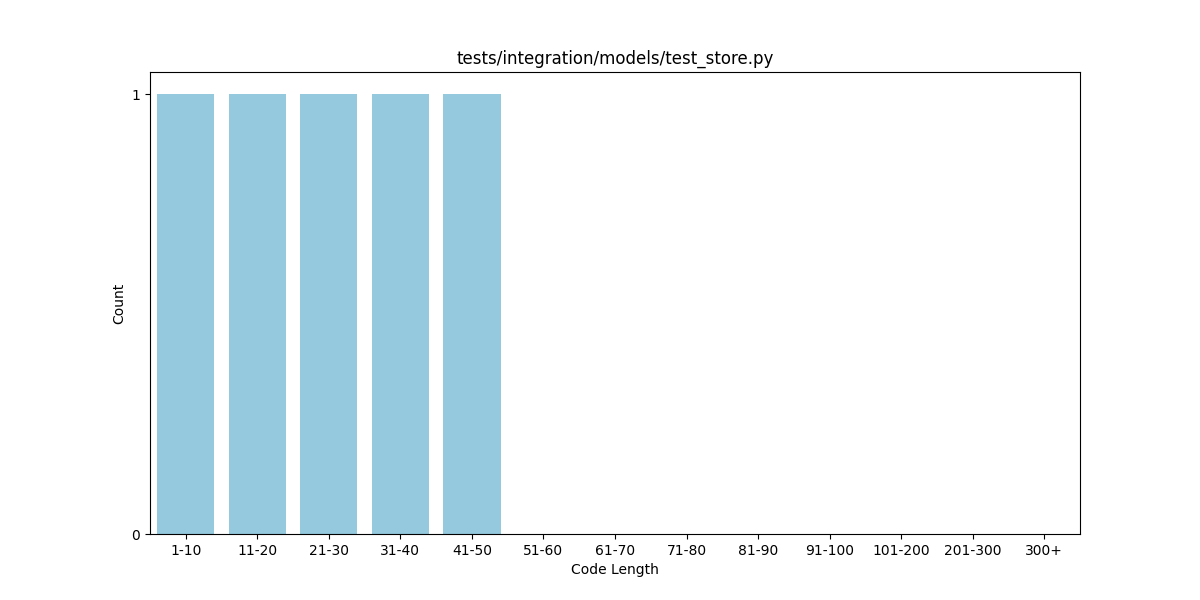 tests/integration/models/test_store.py
1
Count
0
1-10 11-20 21-30 31-40 41-50 51-60 61-70 71-80 81-90 91-100 101-200 201-300 300+
Code Length